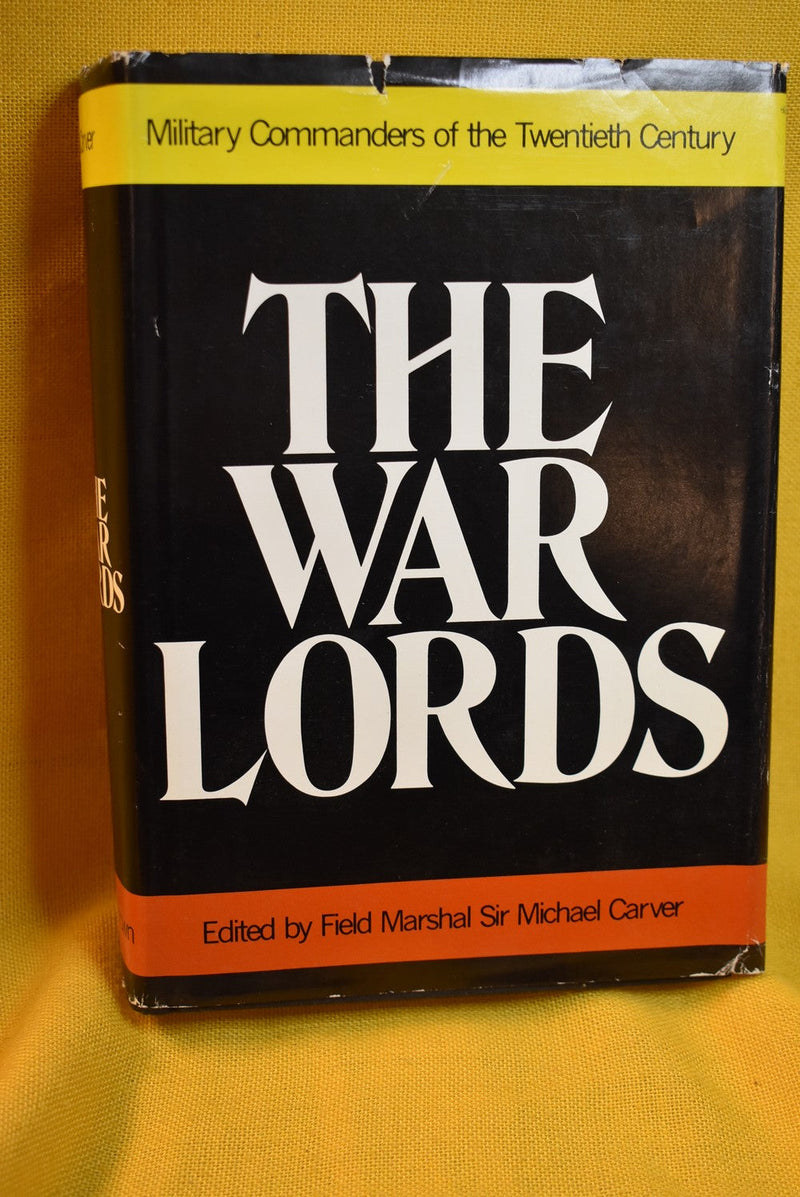 Military Commanders of the Twentieth Century
THE
WAR
LORDS
Edited by Field Marshal Sir Michael Carver